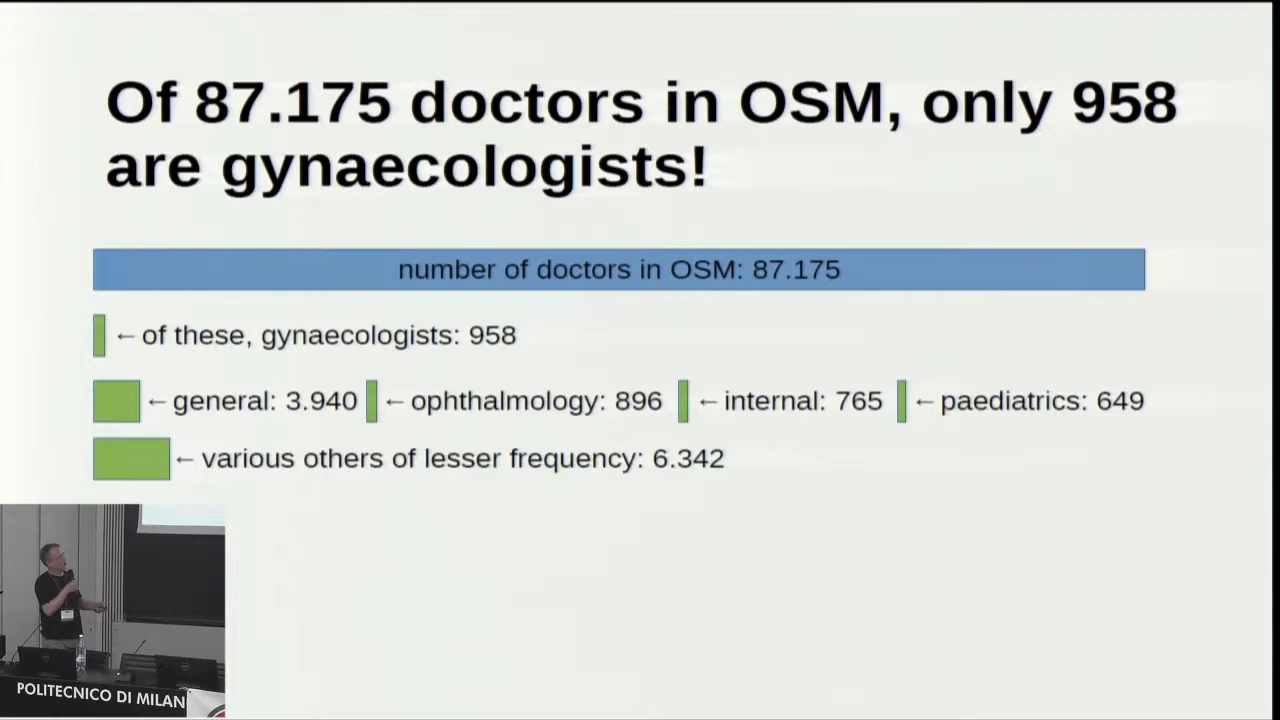 Of 87.175 doctors in OSM, only 958
are gynaecologists!
number of doctors in OSM: 87.175
←of these, gynaecologists: 958
←general: 3.940 ←ophthalmology: 896 ←internal: 765 ←paediatrics: 649
←various others of lesser frequency: 6.342
POLITECNICO DI MILAN